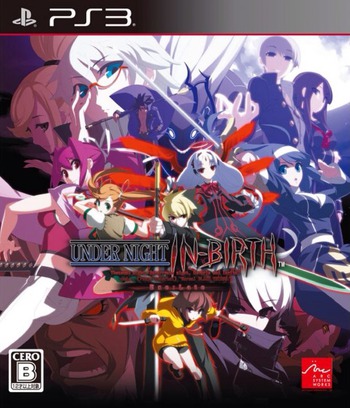 PS3
UNDER NIGHT IN-BIRTH
Exe:Late
CERO
B
ARC
SYSTEM
WORKS